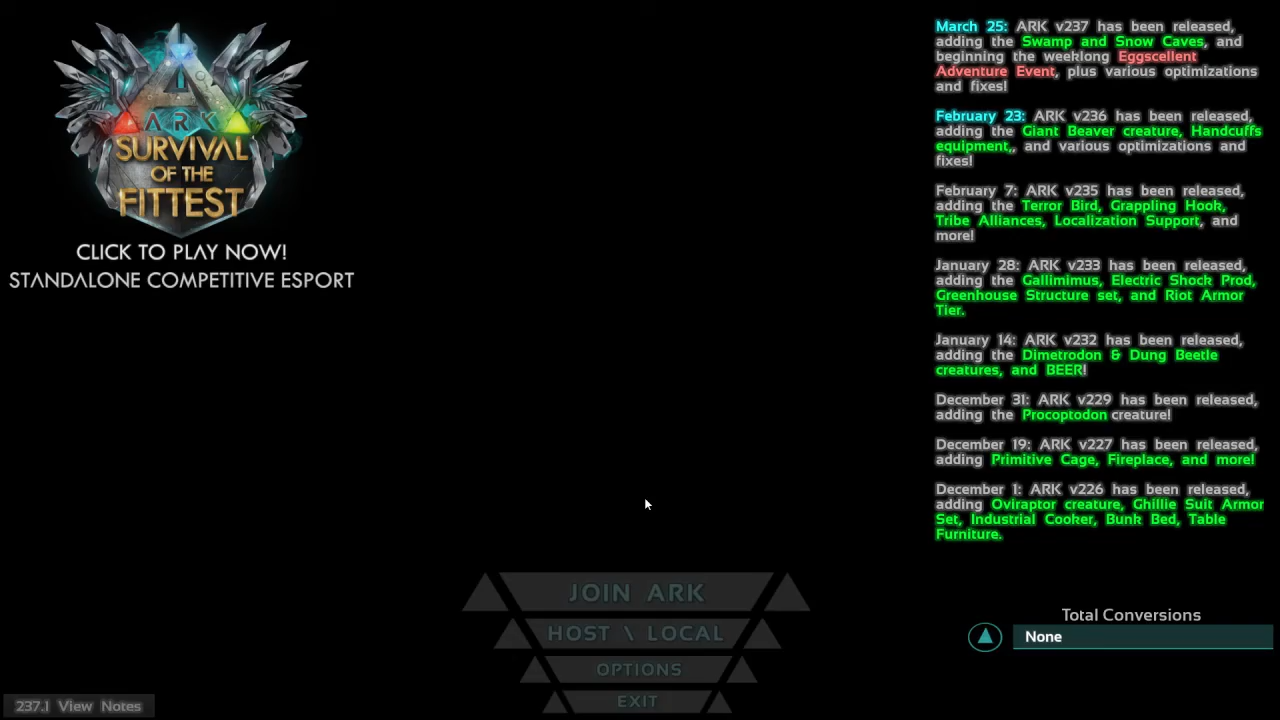 ARK
SURVIVAL
OF THE
FITTEST
CLICK TO PLAY NOW!
STANDALONE COMPETITIVE ESPORT
March 25: ARK v237 has been released,
adding the Swamp and Snow Caves, and
beginning the weeklong Eggscellent
Adventure Event, plus various optimizations
and fixes!
February 23: ARK v236 has been released,
adding the Giant Beaver creature, Handcuffs
equipment,, and various optimizations and
fixes!
February 7: ARK v235 has been released,
adding the Terror Bird, Grappling Hook,
Tribe Alliances, Localization Support, and
more!
January 28: ARK v233 has been released,
adding the Gallimimus, Electric Shock Prod,
Greenhouse Structure set, and Riot Armor
Tier.
January 14: ARK v232 has been released,
adding the Dimetrodon & Dung Beetle
creatures, and BEER!
December 31: ARK v229 has been released,
adding the Procoptodon creature!
December 19: ARK v227 has been released,
adding Primitive Cage, Fireplace, and more!
December 1: ARK v226 has been released,
adding Oviraptor creature, Ghillie Suit Armor
Set, Industrial Cooker, Bunk Bed, Table
Furniture.
JOIN ARK
HOST \ LOCAL
OPTIONS
EXIT
Total Conversions
None
237.1 View Notes